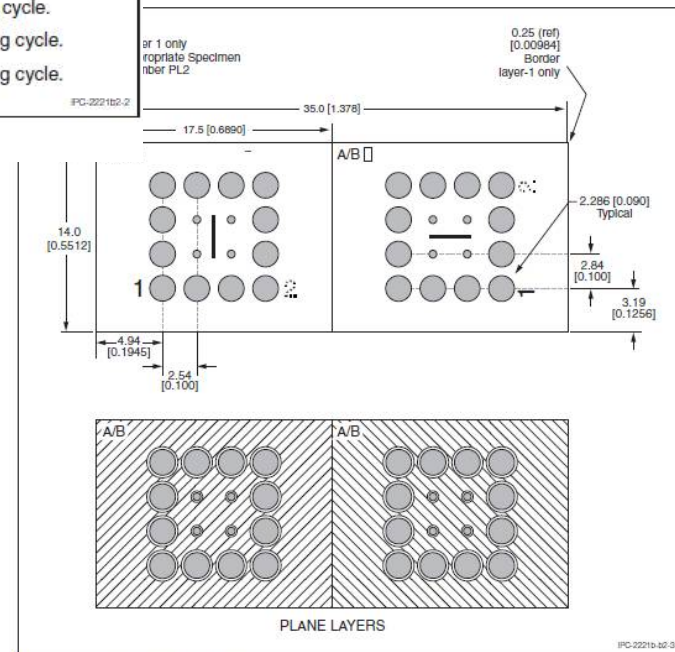 cycle.
g cycle.
g cycle.
IPC-2221b2-2
er 1 only
ropriate Specimen
nber PL2
0.25 (ref)
[0.00984]
Border
layer-1 only
35.0 [1.378]
17.5 [0.6890]
A/B
2.286 [0.090]
Typical
14.0
[0.5512]
2.84
[0.100]
1
2
1
3.19
[0.1256]
4.94
[0.1945]
2.54
[0.100]
A/B
A/B
PLANE LAYERS
IPC-2221b-b2-3